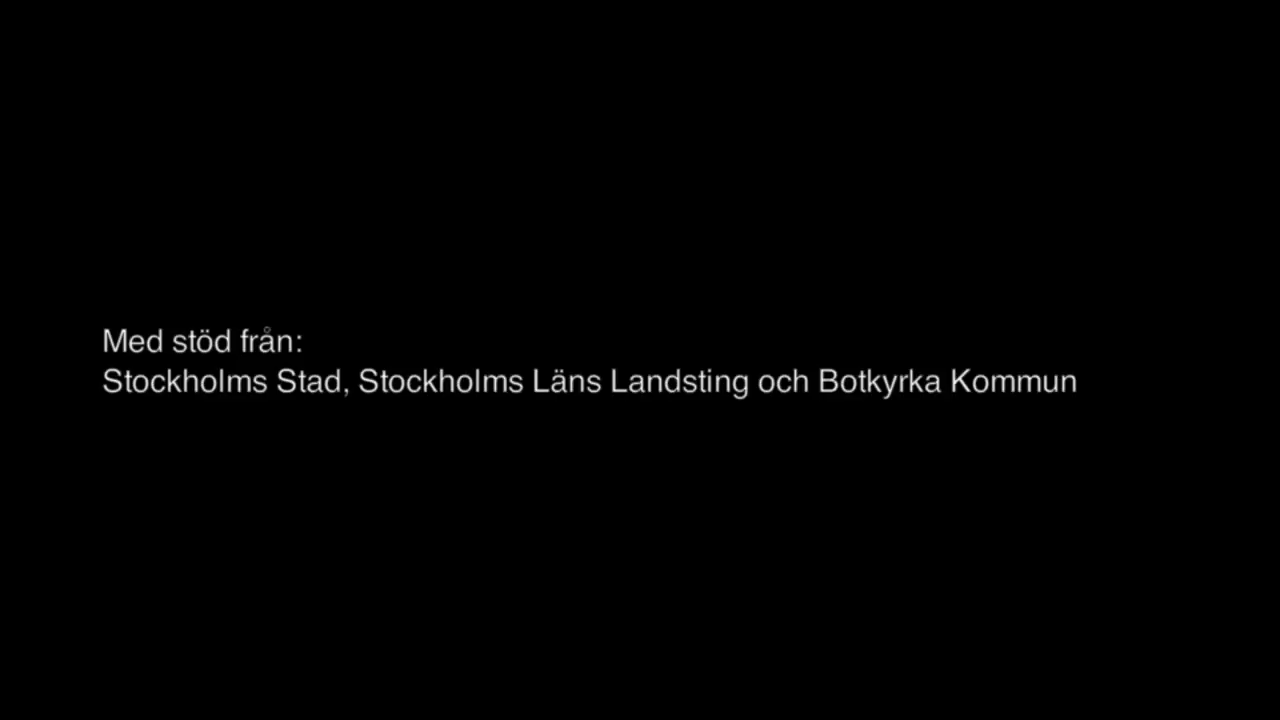 Med stöd från:
Stockholms Stad, Stockholms Läns Landsting och Botkyrka Kommun